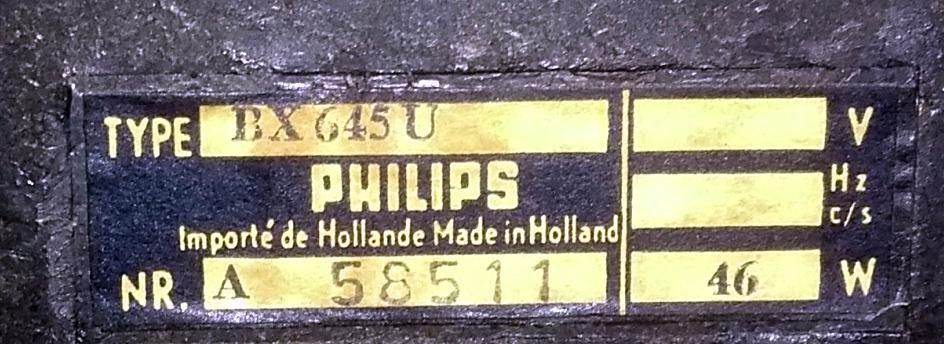 TYPE BX 645 U V
PHILIPS Hz
c/s
Importé de Hollande Made in Holland
NR. A 58511 46 W